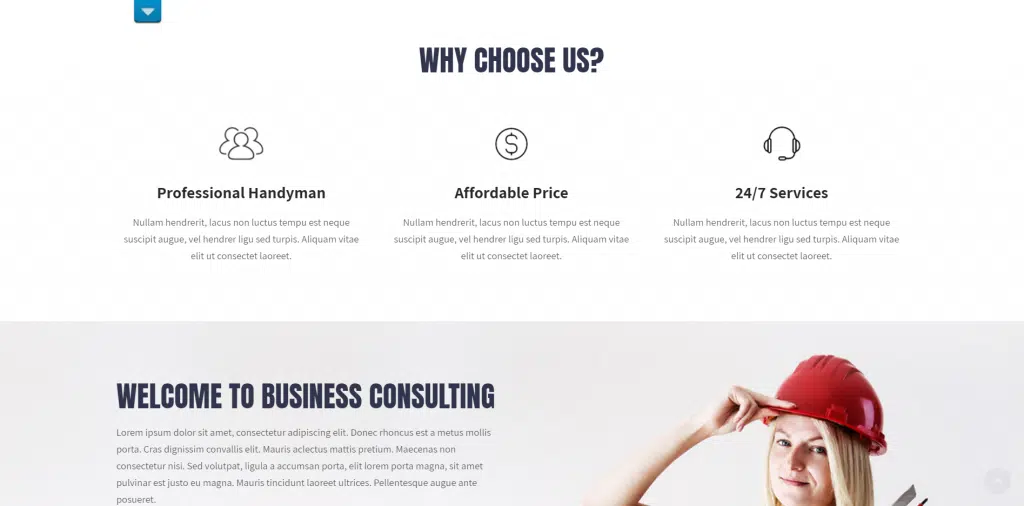 WHY CHOOSE US?
Professional Handyman
Nullam hendrerit, lacus non luctus tempu est neque
suscipit augue, vel hendrer ligu sed turpis. Aliquam vitae
elit ut consectet laoreet.
Affordable Price
Nullam hendrerit, lacus non luctus tempu est neque
suscipit augue, vel hendrer ligu sed turpis. Aliquam vitae
elit ut consectet laoreet.
24/7 Services
Nullam hendrerit, lacus non luctus tempu est neque
suscipit augue, vel hendrer ligu sed turpis. Aliquam vitae
elit ut consectet laoreet.
WELCOME TO BUSINESS CONSULTING
Lorem ipsum dolor sit amet, consectetur adipiscing elit. Donec rhoncus est a metus mollis
porta. Cras dignissim convallis elit. Mauris aclectus mattis pretium. Maecenas non
consectetur nisi. Sed volutpat, ligula a accumsan porta, elit lorem porta magna, sit amet
pulvinar est justo eu magna. Mauris tincidunt laoreet ultrices. Pellentesque augue ante
posueret.